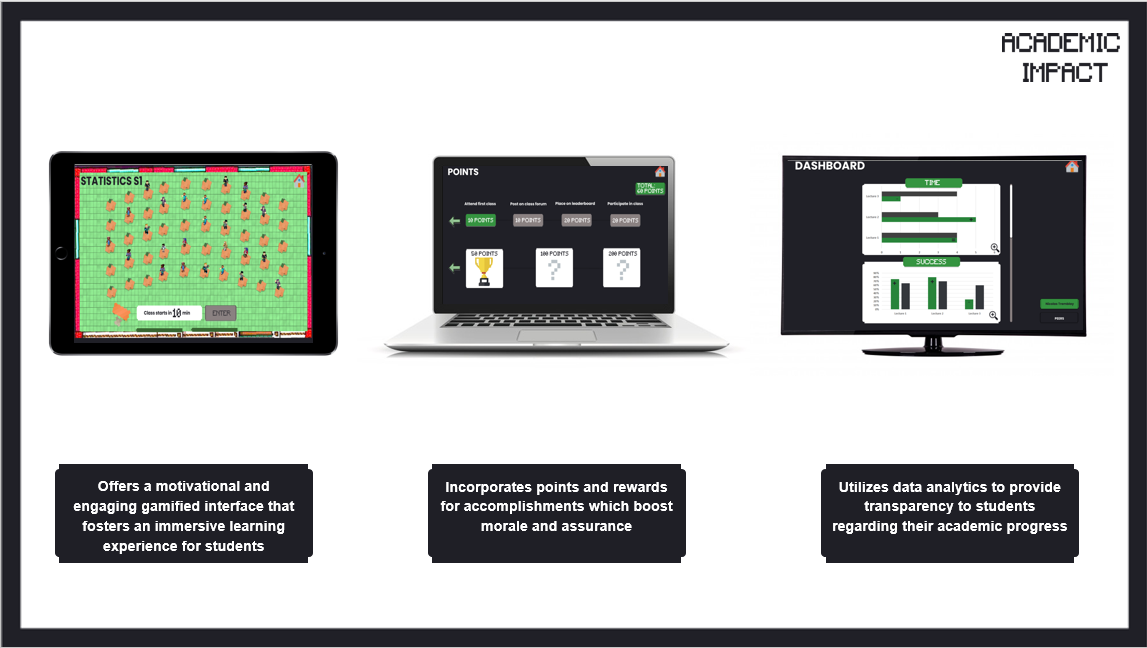 ACADEMIC
IMPACT
STATISTICS S1
Class starts in 10 min
ENTER
POINTS
TOTAL:
60 POINTS
Attend first class
Post on class forum
Place on leaderboard
Participate in class
10 POINTS
10 POINTS
20 POINTS
20 POINTS
50 POINTS
100 POINTS
200 POINTS
?
?
DASHBOARD
TIME
SUCCESS
Offers a motivational and
engaging gamified interface that
fosters an immersive learning
experience for students
Incorporates points and rewards
for accomplishments which boost
morale and assurance
Utilizes data analytics to provide
transparency to students
regarding their academic progress